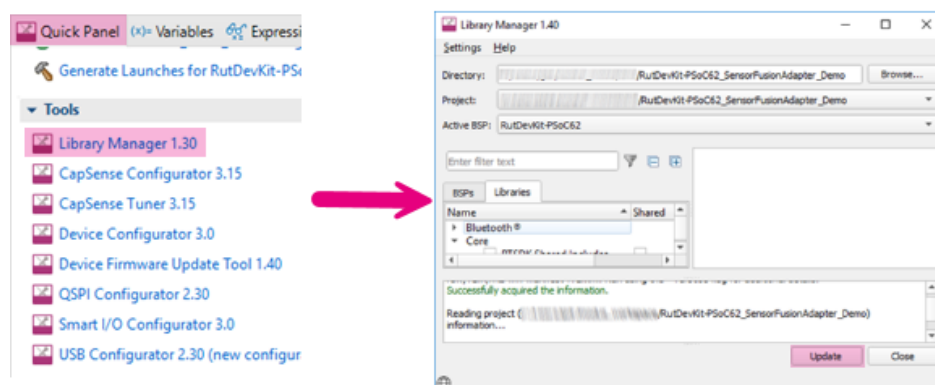 Quick Panel (x)= Variables Expressi
Generate Launches for RutDevKit-PSo
Tools
Library Manager 1.30
CapSense Configurator 3.15
CapSense Tuner 3.15
Device Configurator 3.0
Device Firmware Update Tool 1.40
QSPI Configurator 2.30
Smart I/O Configurator 3.0
USB Configurator 2.30 (new configur
Library Manager 1.40
Settings Help
Directory: /RutDevKit-PSoC62_SensorFusionAdapter_Demo Browse...
Project: /RutDevKit-PSoC62_SensorFusionAdapter_Demo
Active BSP: RutDevKit-PSoC62
Enter filter text
BSPs Libraries
Name Shared
Bluetooth®
Core
Successfully acquired the information.
Reading project ( /RutDevKit-PSoC62_SensorFusionAdapter_Demo)
information...
Update Close